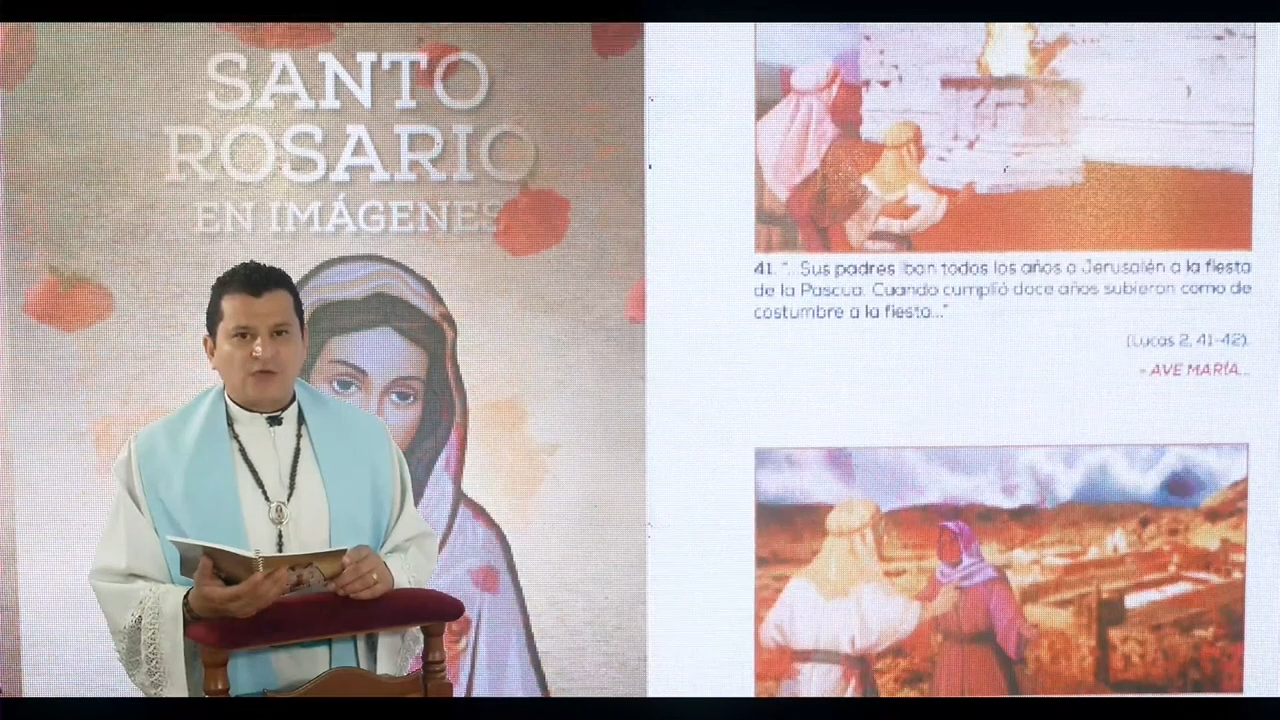 SANTO
ROSARIO
EN IMÁGENES
41. "... Sus padres iban todos los años a Jerusalén a la fiesta
de la Pascua. Cuando cumplió doce años subieron como de
costumbre a la fiesta..."
(Lucas 2, 41-42).
- AVE MARÍA...